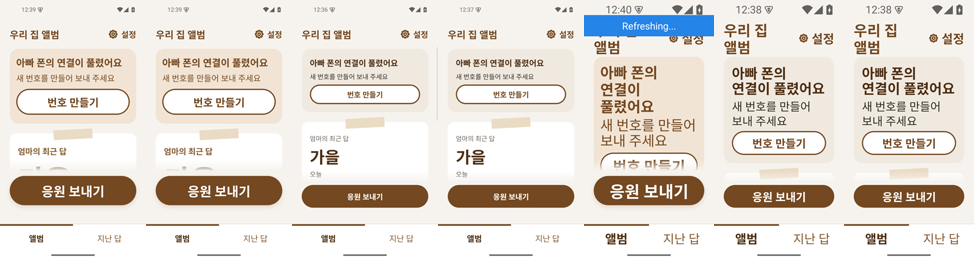 12:39
우리 집 앨범
설정
아빠 폰의 연결이 풀렸어요
새 번호를 만들어 보내 주세요
번호 만들기
엄마의 최근 답
응원 보내기
앨범
지난 답
12:39
우리 집 앨범
설정
아빠 폰의 연결이 풀렸어요
새 번호를 만들어 보내 주세요
번호 만들기
엄마의 최근 답
응원 보내기
앨범
지난 답
12:36
우리 집 앨범
설정
아빠 폰의 연결이 풀렸어요
새 번호를 만들어 보내 주세요
번호 만들기
엄마의 최근 답
가을
오늘
응원 보내기
앨범
지난 답
12:37
우리 집 앨범
설정
아빠 폰의 연결이 풀렸어요
새 번호를 만들어 보내 주세요
번호 만들기
엄마의 최근 답
가을
오늘
응원 보내기
앨범
지난 답
12:40
Refreshing...
우리 집
앨범
설정
아빠 폰의
연결이
풀렸어요
새 번호를 만들어
보내 주세요
번호 만들기
응원 보내기
앨범
지난 답
12:38
우리 집
앨범
설정
아빠 폰의
연결이 풀렸어요
새 번호를 만들어
보내 주세요
번호 만들기
응원 보내기
앨범
지난 답
12:38
우리 집
앨범
설정
아빠 폰의
연결이 풀렸어요
새 번호를 만들어
보내 주세요
번호 만들기
응원 보내기
앨범
지난 답